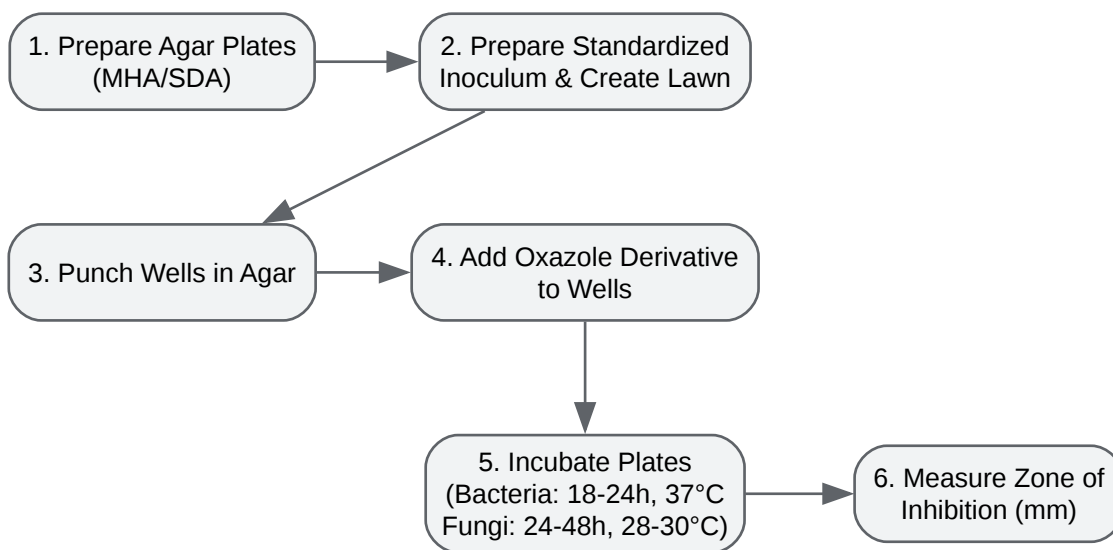 1. Prepare Agar Plates
(MHA/SDA)
2. Prepare Standardized
Inoculum & Create Lawn
3. Punch Wells in Agar
4. Add Oxazole Derivative
to Wells
5. Incubate Plates
(Bacteria: 18-24h, 37°C
Fungi: 24-48h, 28-30°C)
6. Measure Zone of
Inhibition (mm)